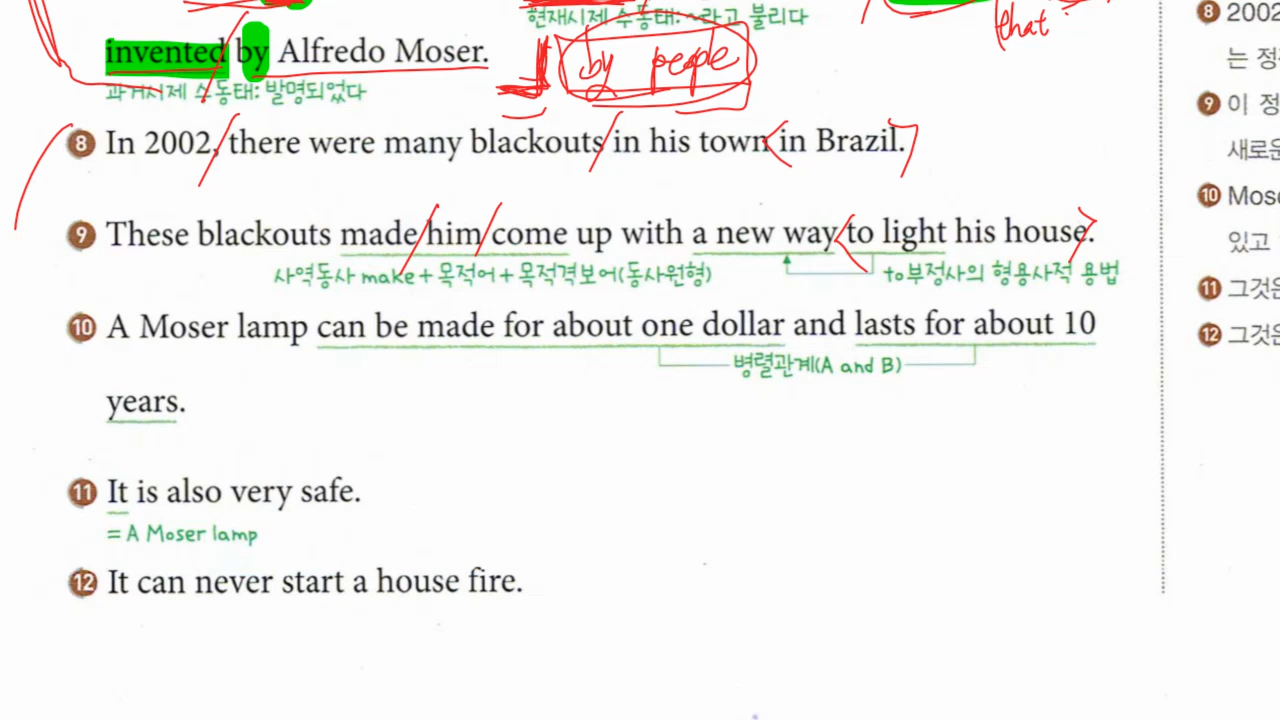 현재시제 수동태: ~라고 불리다
that
invented by Alfredo Moser.
by people
과거시제 수동태: 발명되었다
8 In 2002, there were many blackouts in his town in Brazil.
9 These blackouts made him come up with a new way to light his house.
사역동사 make+목적어+목적격보어(동사원형)
to부정사의 형용사적 용법
10 A Moser lamp can be made for about one dollar and lasts for about 10
병렬관계(A and B)
years.
11 It is also very safe.
= A Moser lamp
12 It can never start a house fire.
8 2002
는 정
9 이 정
새로운
10 Mose
있고
11 그것은
12 그것은